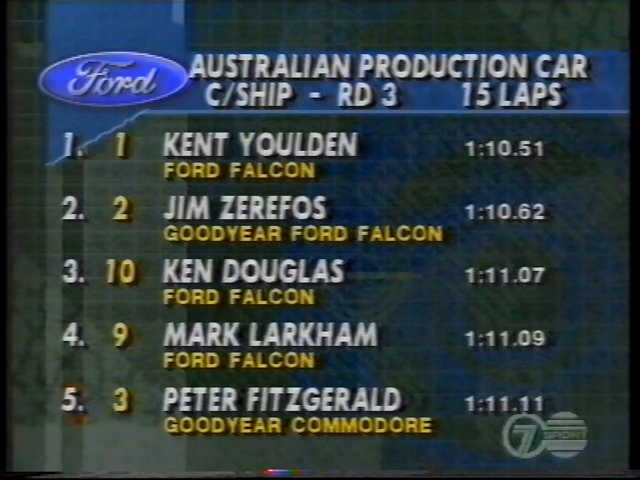 Ford
AUSTRALIAN PRODUCTION CAR
C/SHIP - RD 3 15 LAPS
1. 1 KENT YOULDEN 1:10.51
FORD FALCON
2. 2 JIM ZEREFOS 1:10.62
GOODYEAR FORD FALCON
3. 10 KEN DOUGLAS 1:11.07
FORD FALCON
4. 9 MARK LARKHAM 1:11.09
FORD FALCON
5. 3 PETER FITZGERALD 1:11.11
GOODYEAR COMMODORE
7 SPORT